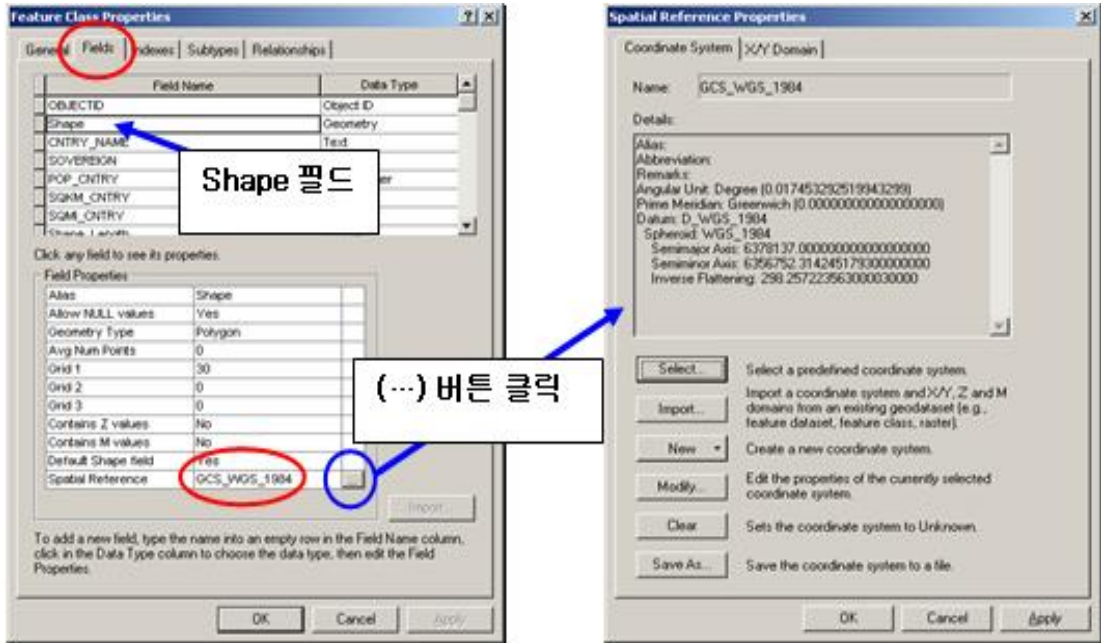 Feature Class Properties
General Fields Indexes Subtypes Relationships
Field Name Data Type
OBJECTID Object ID
Shape Geometry
CNTRY_NAME Text
SOVEREIGN
POP_CNTRY
SQKM_CNTRY
SQMI_CNTRY
Shape_Length
Shape 필드
Click any field to see its properties.
Field Properties
Alias Shape
Allow NULL values Yes
Geometry Type Polygon
Avg Num Points 0
Grid 1 30
Grid 2 0
Grid 3 0
Contains Z values No
Contains M values No
Default Shape field Yes
Spatial Reference GCS_WGS_1984 ...
Import...
(...) 버튼 클릭
To add a new field, type the name into an empty row in the Field Name column,
click in the Data Type column to choose the data type, then edit the Field
Properties.
OK Cancel Apply
Spatial Reference Properties
Coordinate System X/Y Domain
Name: GCS_WGS_1984
Details:
Alias:
Abbreviation:
Remarks:
Angular Unit: Degree (0.017453292519943299)
Prime Meridian: Greenwich (0.000000000000000000)
Datum: D_WGS_1984
Spheroid: WGS_1984
Semimajor Axis: 6378137.000000000000000000
Semiminor Axis: 6356752.314245179300000000
Inverse Flattening: 298.257223563000030000
Select... Select a predefined coordinate system.
Import... Import a coordinate system and X/Y, Z and M
domains from an existing geodataset (e.g.,
feature dataset, feature class, raster).
New Create a new coordinate system.
Modify... Edit the properties of the currently selected
coordinate system.
Clear Sets the coordinate system to Unknown.
Save As... Save the coordinate system to a file.
OK Cancel Apply